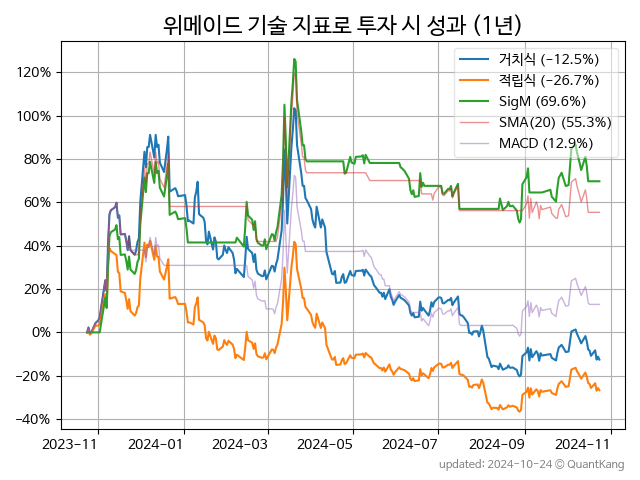 위메이드 기술 지표로 투자 시 성과 (1년)
거치식 (−12.5%)
적립식 (−26.7%)
SigM (69.6%)
SMA(20) (55.3%)
MACD (12.9%)
120%
100%
80%
60%
40%
20%
0%
−20%
−40%
2023-11
2024-01
2024-03
2024-05
2024-07
2024-09
2024-11
updated: 2024-10-24 © QuantKang